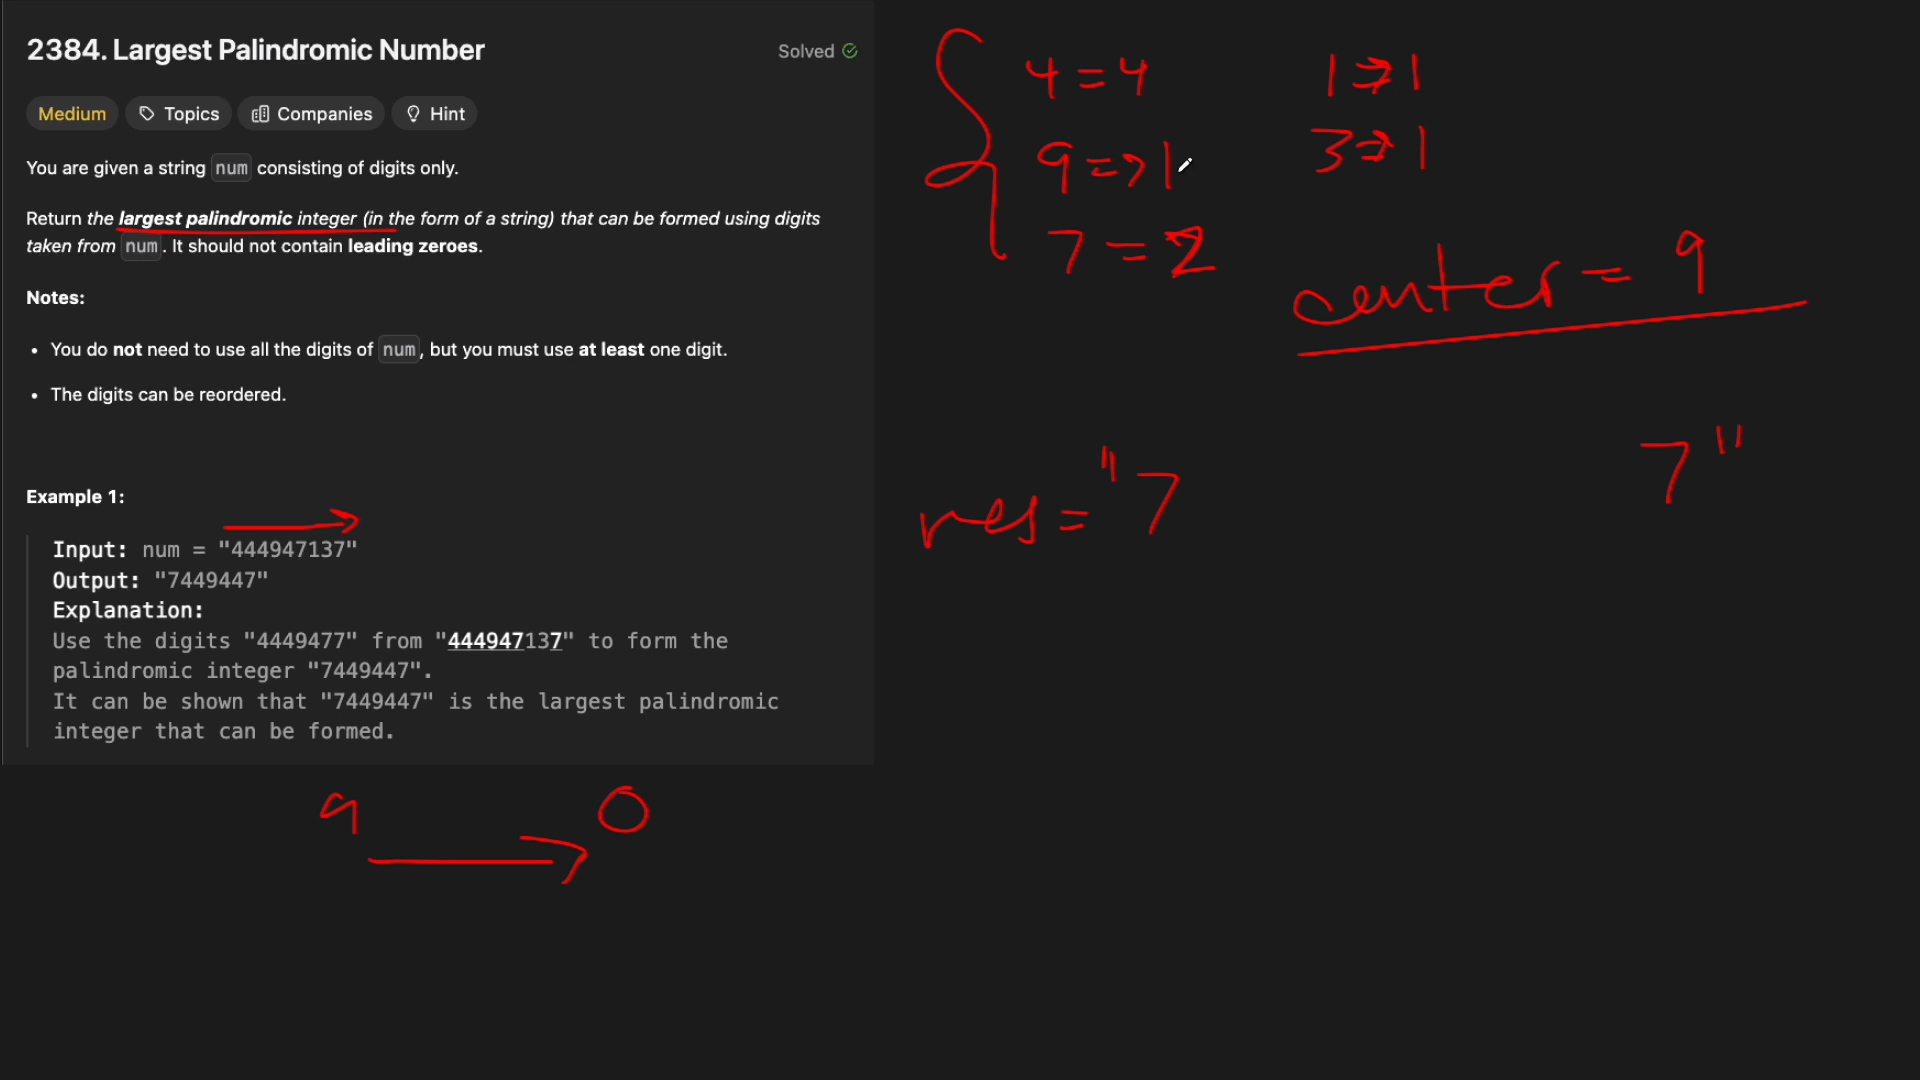 2384. Largest Palindromic Number
Solved
Medium Topics Companies Hint
You are given a string num consisting of digits only.
Return the largest palindromic integer (in the form of a string) that can be formed using digits
taken from num. It should not contain leading zeroes.
Notes:
• You do not need to use all the digits of num, but you must use at least one digit.
• The digits can be reordered.
Example 1:
Input: num = "444947137"
Output: "7449447"
Explanation:
Use the digits "4449477" from "444947137" to form the
palindromic integer "7449447".
It can be shown that "7449447" is the largest palindromic
integer that can be formed.
9 → 0
4 = 4
9 => 1
7 = 2
1 → 1
3 → 1
center = 9
res = "7 7"